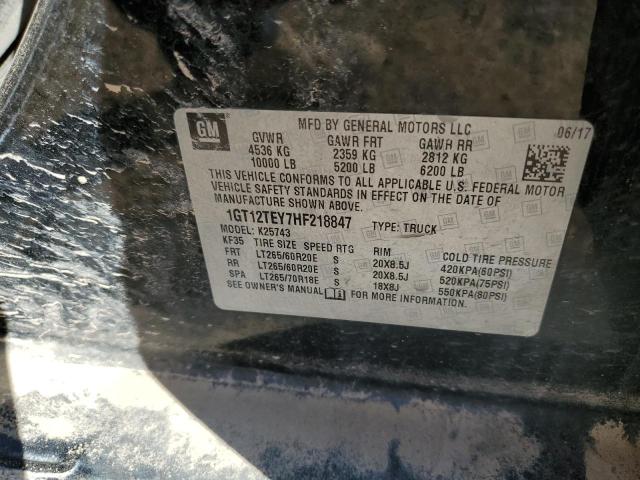 GM
MFD BY GENERAL MOTORS LLC
06/17
GVWR GAWR FRT GAWR RR
4536 KG 2359 KG 2812 KG
10000 LB 5200 LB 6200 LB
THIS VEHICLE CONFORMS TO ALL APPLICABLE U.S. FEDERAL MOTOR
VEHICLE SAFETY STANDARDS IN EFFECT ON THE DATE OF
MANUFACTURE SHOWN ABOVE.
1GT12TEY7HF218847 TYPE: TRUCK
MODEL: K25743
KF35 TIRE SIZE SPEED RTG RIM COLD TIRE PRESSURE
FRT LT265/60R20E S 20X8.5J 420KPA(60PSI)
RR LT265/60R20E S 20X8.5J 520KPA(75PSI)
SPA LT265/70R18E S 18X8J 550KPA(80PSI)
SEE OWNER'S MANUAL FOR MORE INFORMATION.